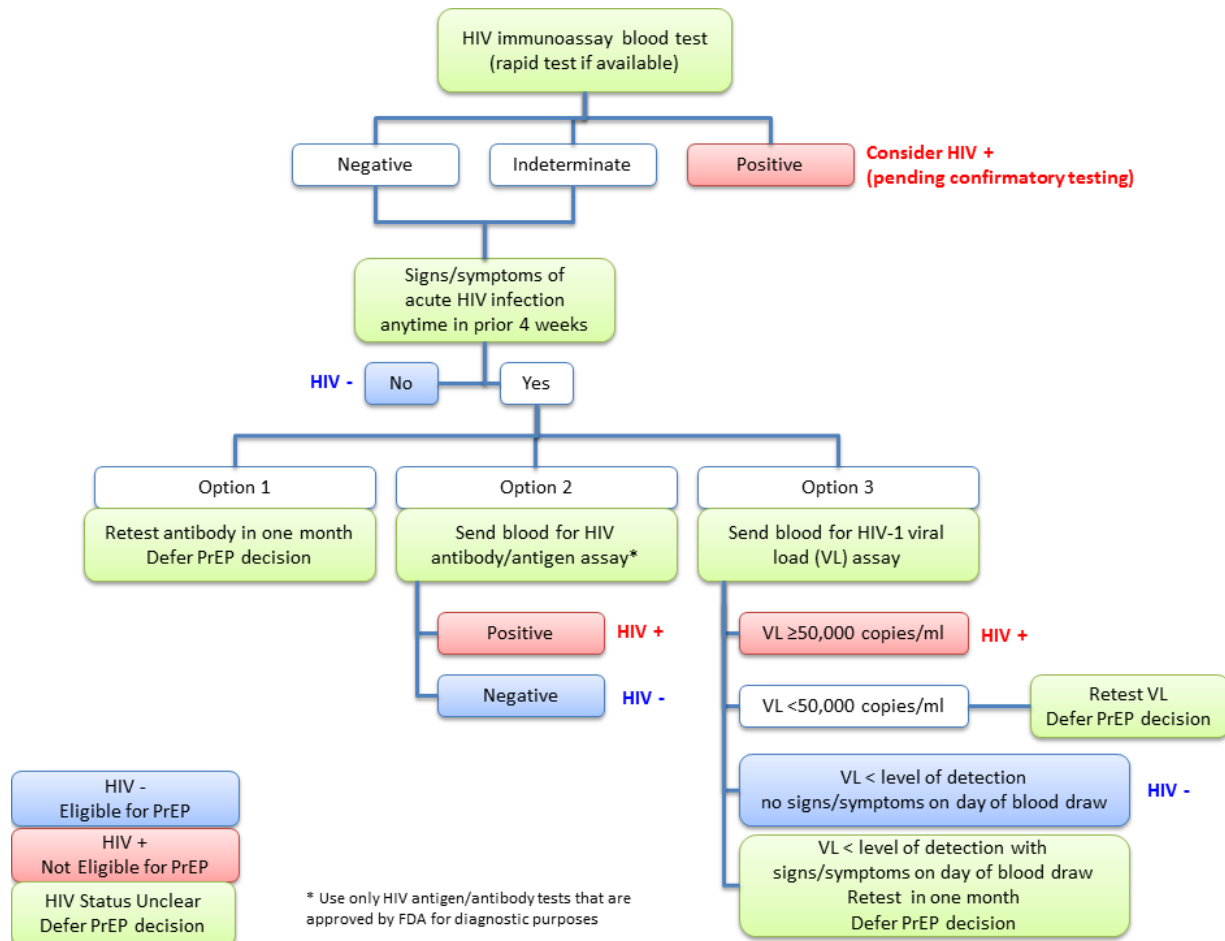 HIV immunoassay blood test
(rapid test if available)
Negative
Indeterminate
Positive
Consider HIV +
(pending confirmatory testing)
Signs/symptoms of
acute HIV infection
anytime in prior 4 weeks
HIV -
No
Yes
Option 1
Retest antibody in one month
Defer PrEP decision
Option 2
Send blood for HIV
antibody/antigen assay*
Positive
HIV +
Negative
HIV -
Option 3
Send blood for HIV-1 viral
load (VL) assay
VL ≥50,000 copies/ml
HIV +
VL <50,000 copies/ml
Retest VL
Defer PrEP decision
VL < level of detection
no signs/symptoms on day of blood draw
HIV -
VL < level of detection with
signs/symptoms on day of blood draw
Retest in one month
Defer PrEP decision
HIV -
Eligible for PrEP
HIV +
Not Eligible for PrEP
HIV Status Unclear
Defer PrEP decision
* Use only HIV antigen/antibody tests that are
approved by FDA for diagnostic purposes